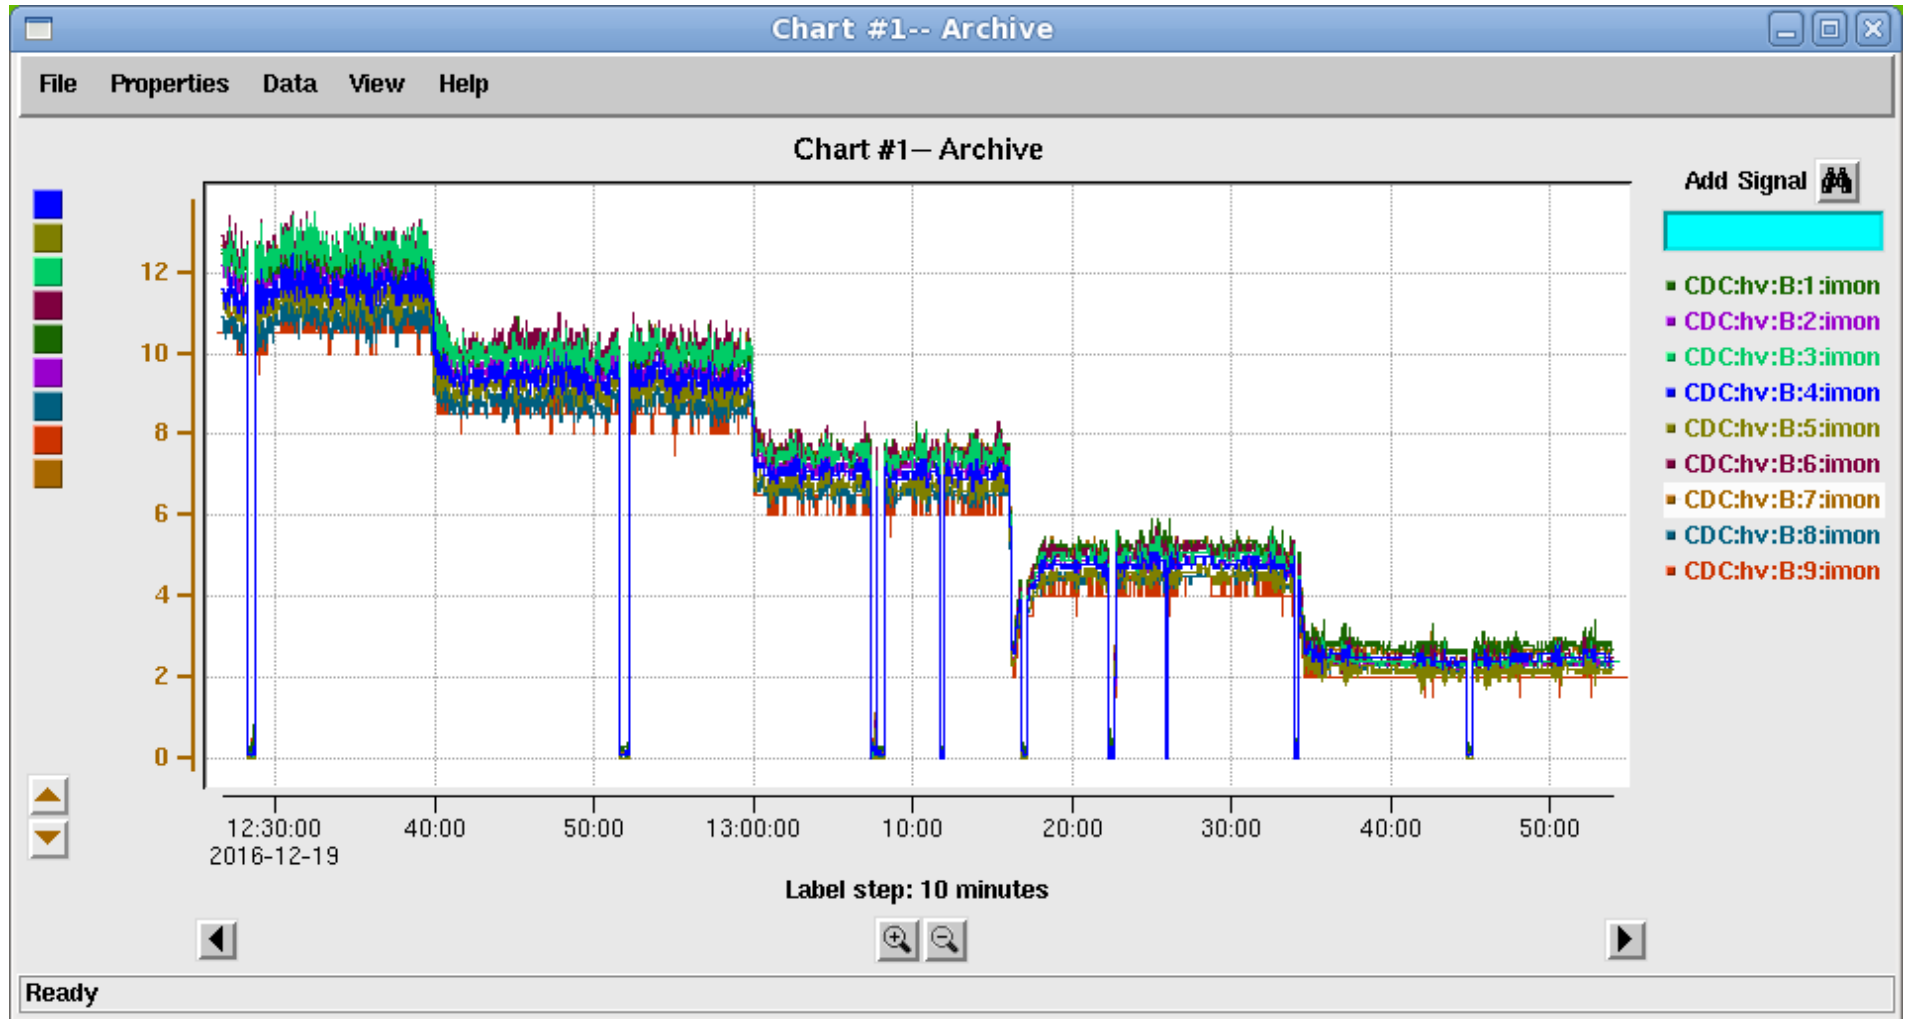 Chart #1-- Archive
File Properties Data View Help
Chart #1-- Archive
Add Signal
12
10
8
6
4
2
0
CDC:hv:B:1:imon
CDC:hv:B:2:imon
CDC:hv:B:3:imon
CDC:hv:B:4:imon
CDC:hv:B:5:imon
CDC:hv:B:6:imon
CDC:hv:B:7:imon
CDC:hv:B:8:imon
CDC:hv:B:9:imon
12:30:00 40:00 50:00 13:00:00 10:00 20:00 30:00 40:00 50:00
2016-12-19
Label step: 10 minutes
Ready